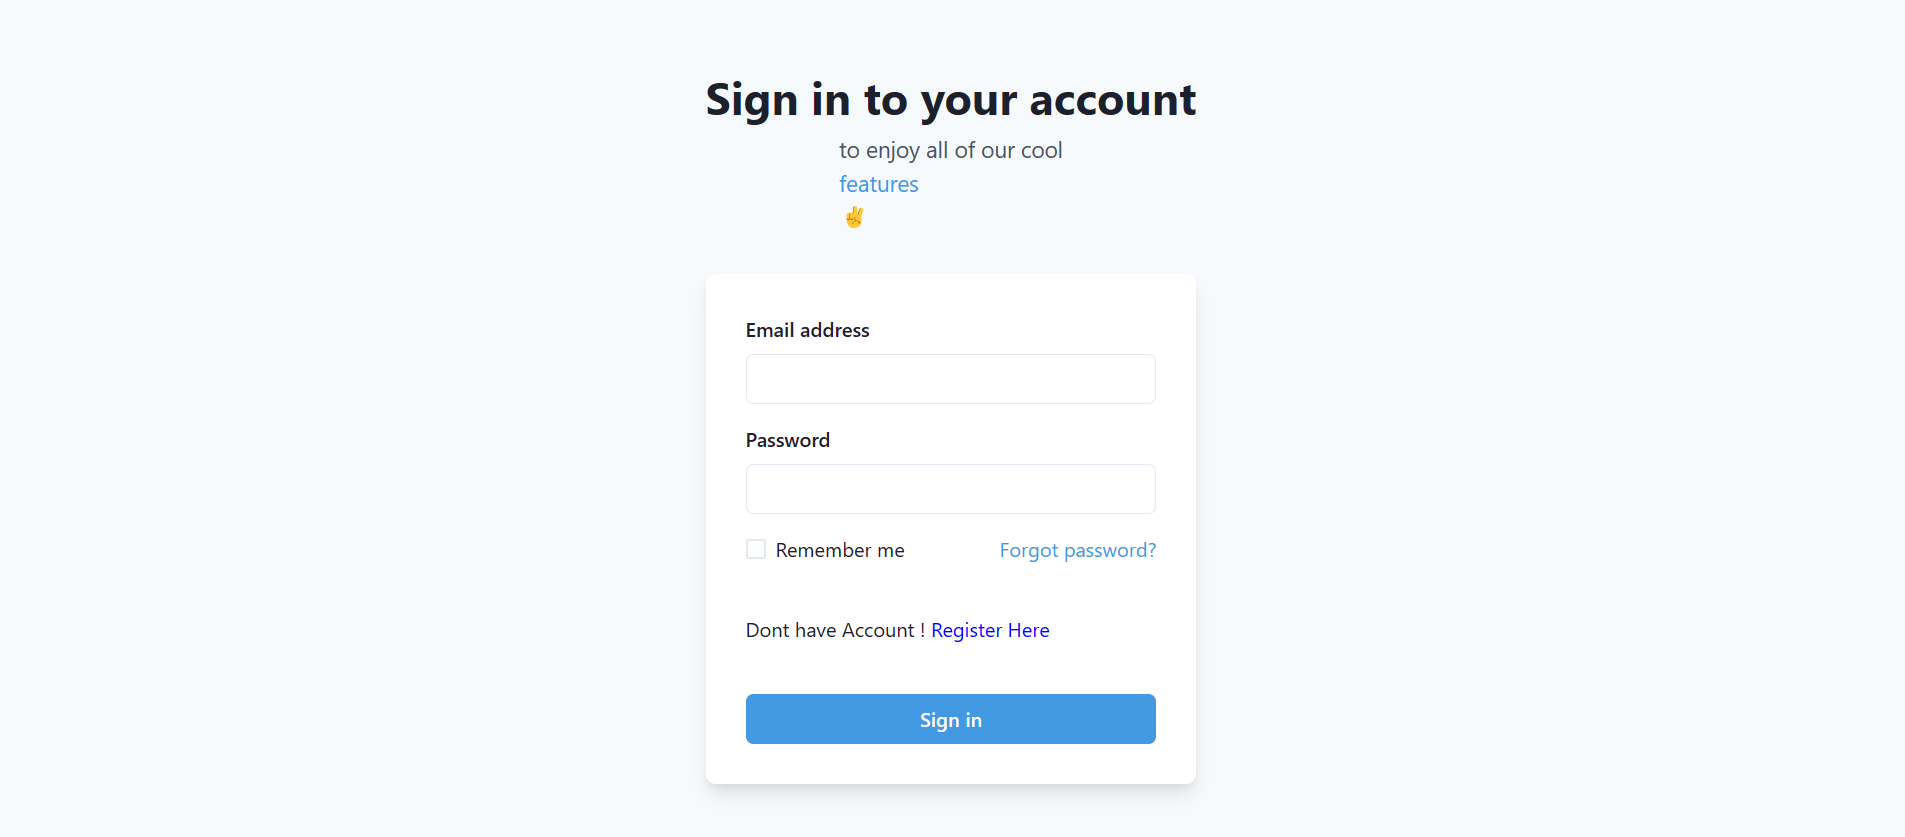 Sign in to your account
to enjoy all of our cool
features
✌️
Email address
Password
Remember me
Forgot password?
Dont have Account ! Register Here
Sign in